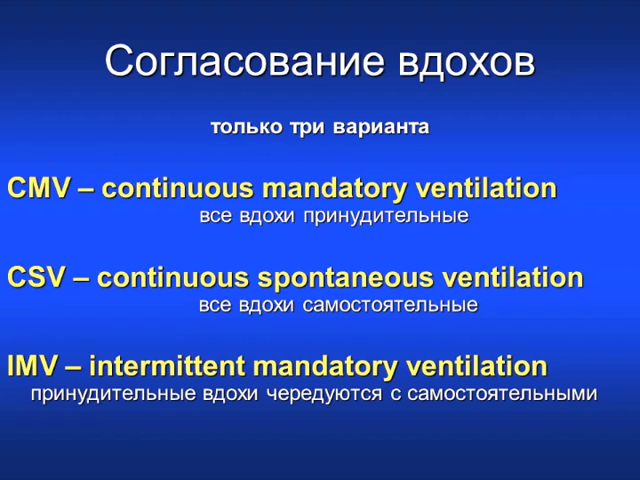 Согласование вдохов
только три варианта
CMV – continuous mandatory ventilation
все вдохи принудительные
CSV – continuous spontaneous ventilation
все вдохи самостоятельные
IMV – intermittent mandatory ventilation
принудительные вдохи чередуются с самостоятельными